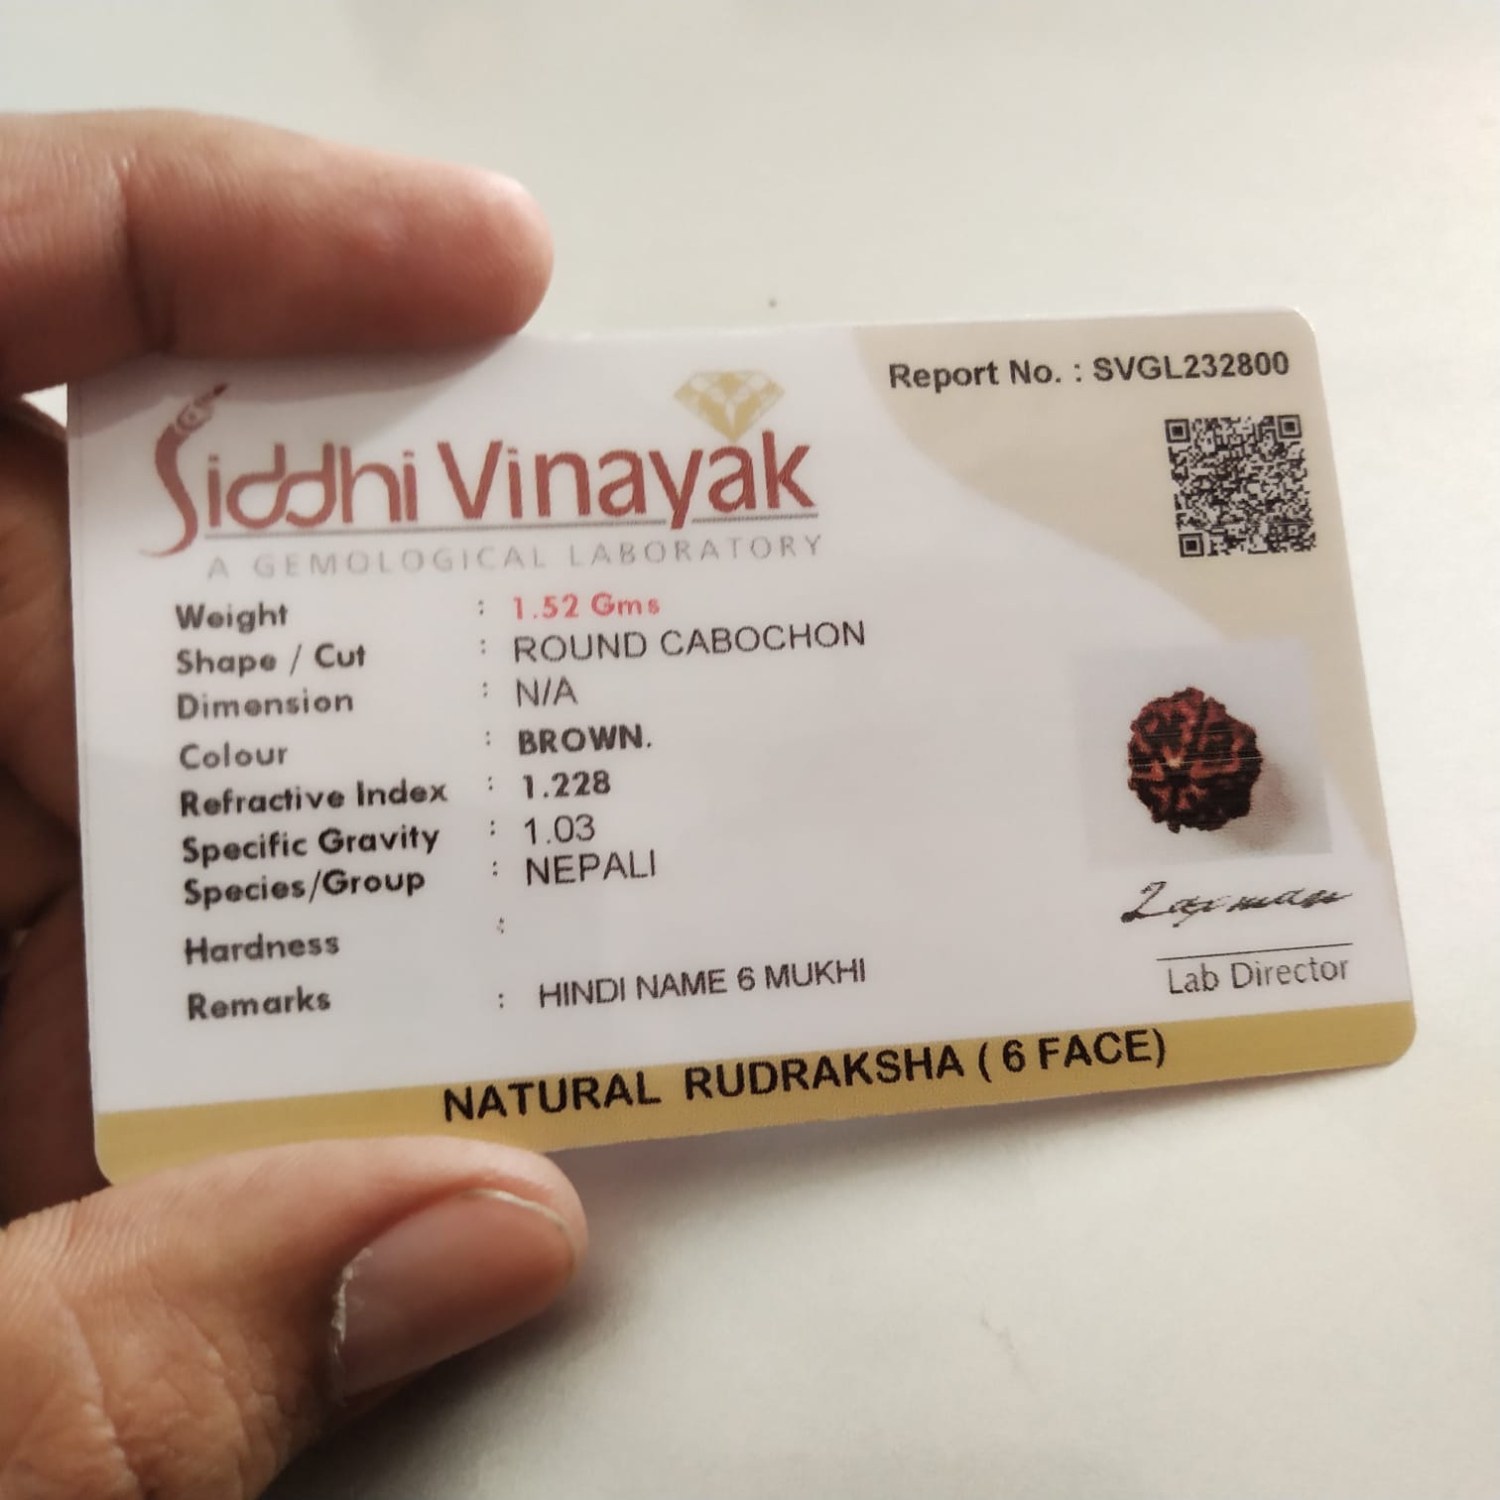 Report No. : SVGL232800
Siddhi Vinayak
A GEMOLOGICAL LABORATORY
Weight : 1.52 Gms
Shape / Cut : ROUND CABOCHON
Dimension : N/A
Colour : BROWN.
Refractive Index : 1.228
Specific Gravity : 1.03
Species/Group : NEPALI
Hardness :
Remarks : HINDI NAME 6 MUKHI
Laxman
Lab Director
NATURAL RUDRAKSHA ( 6 FACE)